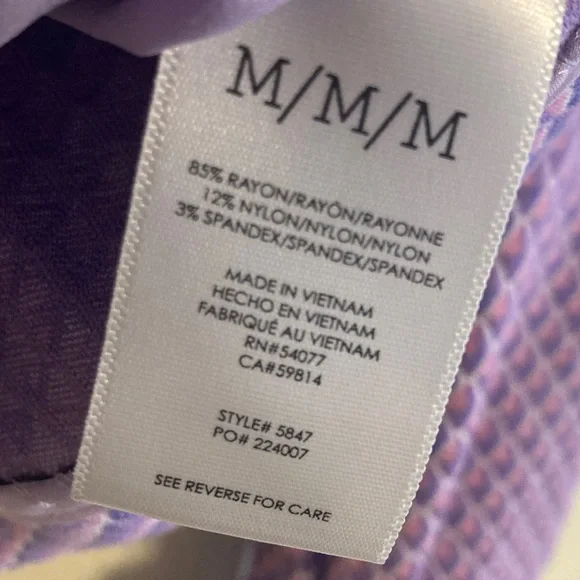 M/M/M
85% RAYON/RAYÓN/RAYONNE
12% NYLON/NYLON/NYLON
3% SPANDEX/SPANDEX/SPANDEX
MADE IN VIETNAM
HECHO EN VIETNAM
FABRIQUÉ AU VIETNAM
RN#54077
CA#59814
STYLE# 5847
PO# 224007
SEE REVERSE FOR CARE